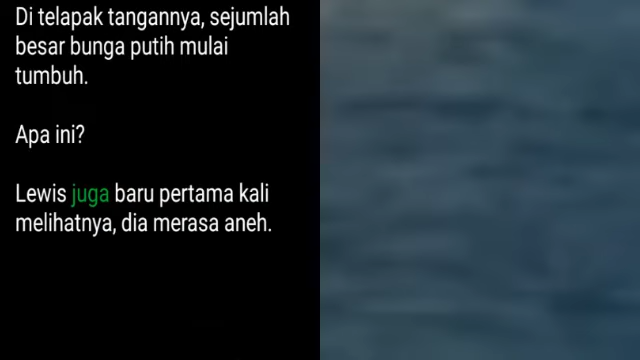 Di telapak tangannya, sejumlah
besar bunga putih mulai
tumbuh.
Apa ini?
Lewis juga baru pertama kali
melihatnya, dia merasa aneh.